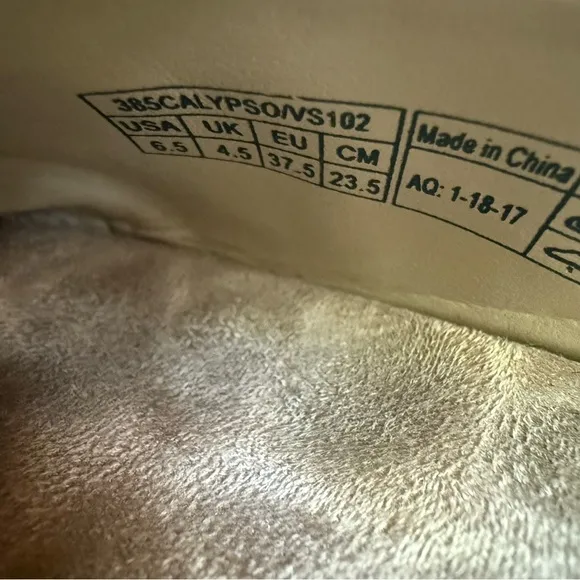 385CALYPSO/VS102
USA UK EU CM
6.5 4.5 37.5 23.5
Made in China
AQ: 1-18-17